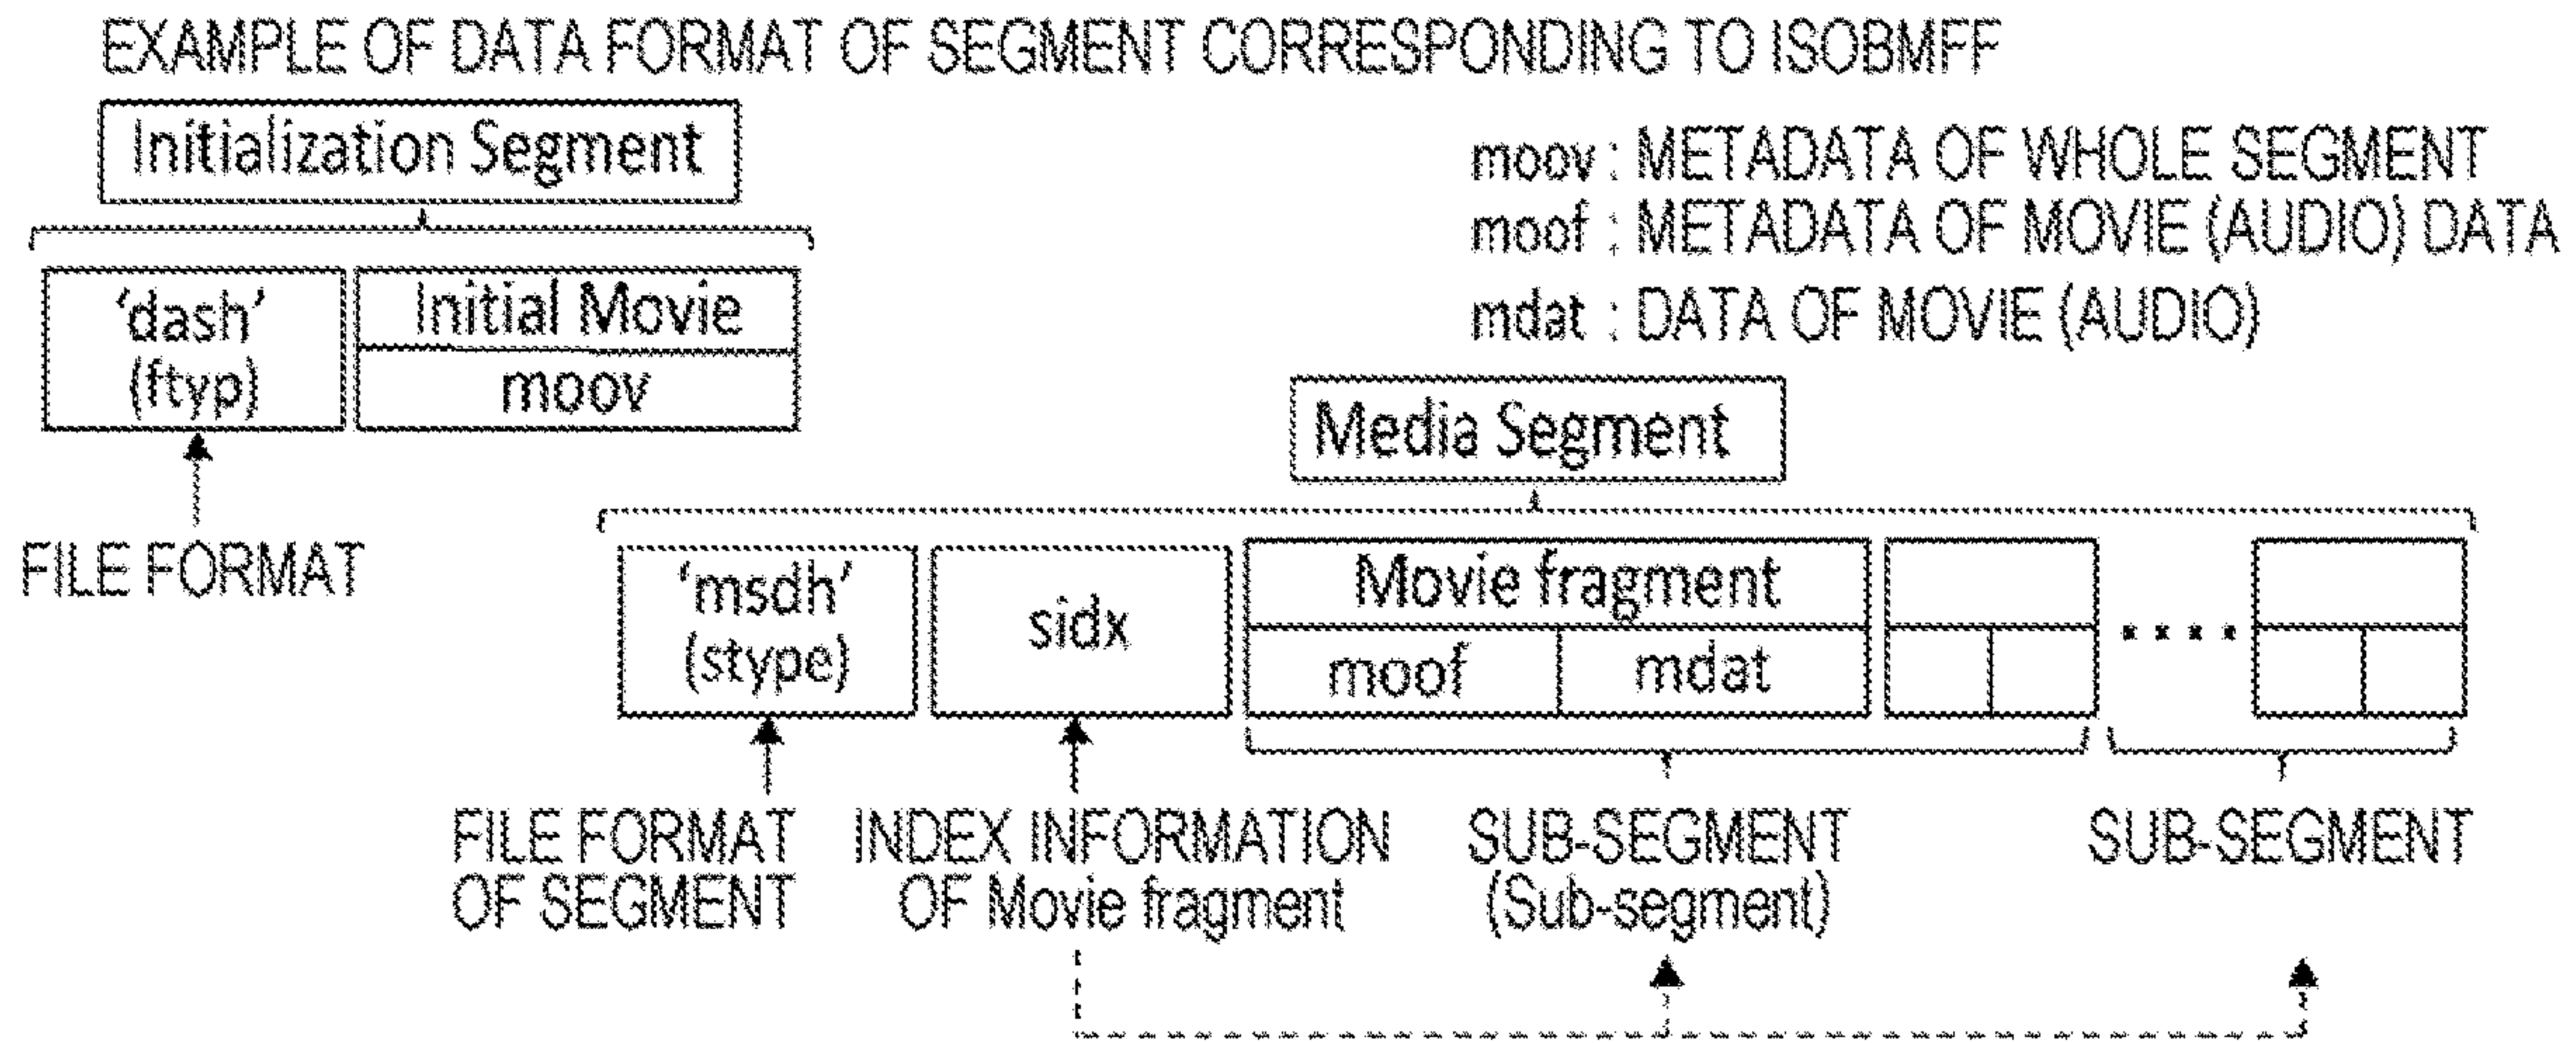 EXAMPLE OF DATA FORMAT OF SEGMENT CORRESPONDING TO ISOBMFF
Initialization Segment
moov : METADATA OF WHOLE SEGMENT
moof : METADATA OF MOVIE (AUDIO) DATA
mdat : DATA OF MOVIE (AUDIO)
‘dash’
(ftyp)
Initial Movie
moov
FILE FORMAT
Media Segment
‘msdh’
(stype)
sidx
Movie fragment
moof
mdat
FILE FORMAT
OF SEGMENT
INDEX INFORMATION
OF Movie fragment
SUB-SEGMENT
(Sub-segment)
SUB-SEGMENT